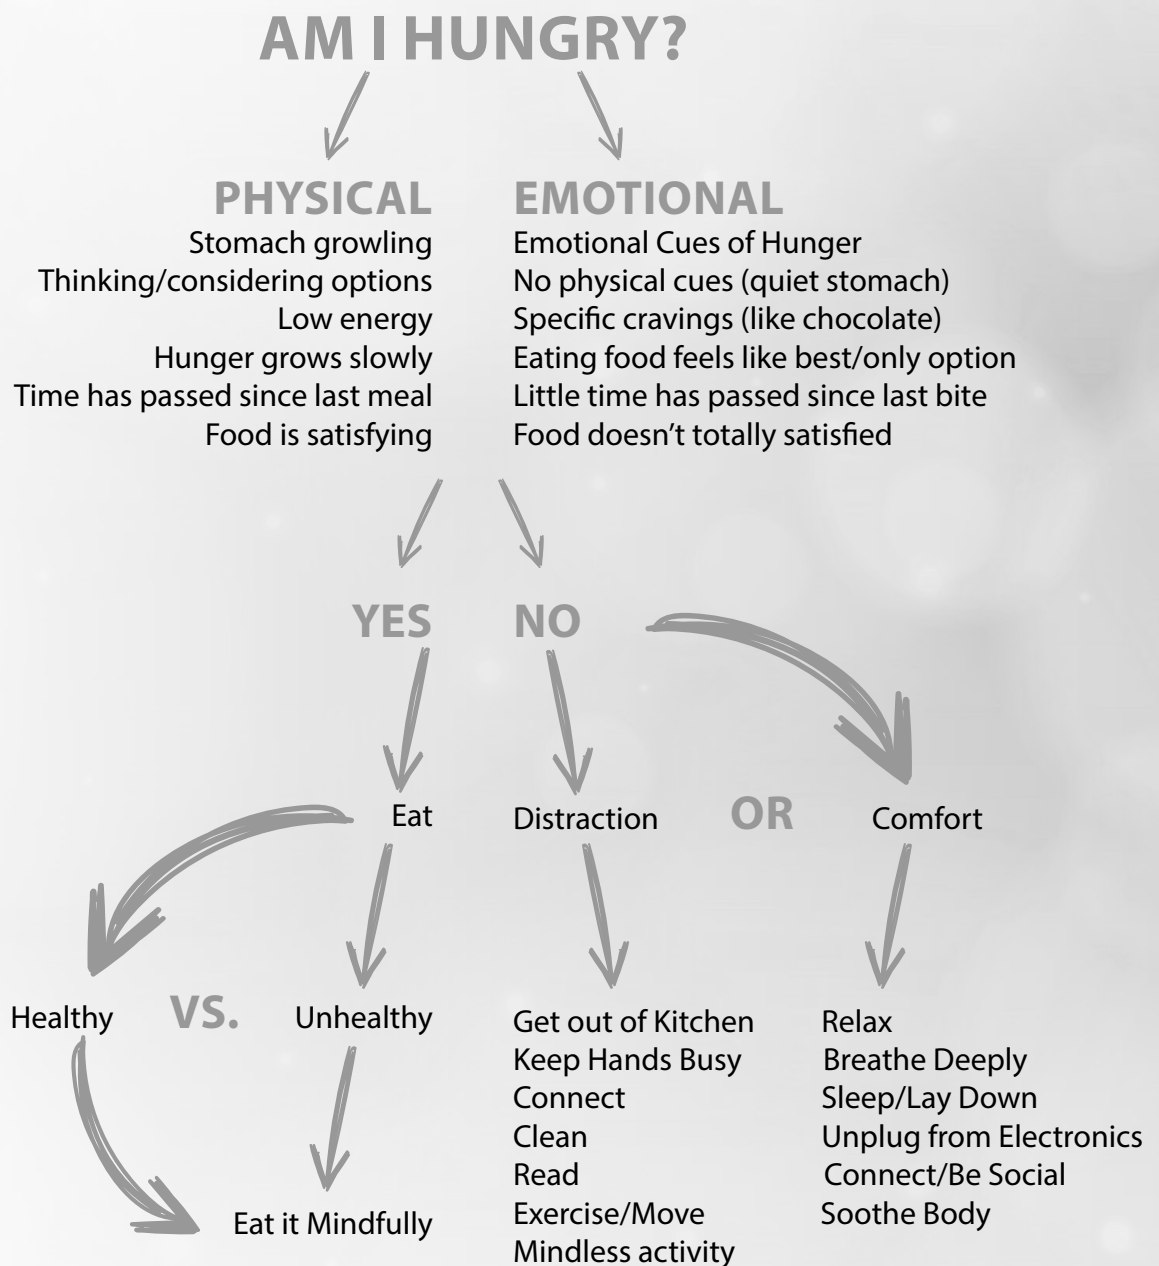 AM I HUNGRY?
PHYSICAL
Stomach growling
Thinking/considering options
Low energy
Hunger grows slowly
Time has passed since last meal
Food is satisfying
EMOTIONAL
Emotional Cues of Hunger
No physical cues (quiet stomach)
Specific cravings (like chocolate)
Eating food feels like best/only option
Little time has passed since last bite
Food doesn't totally satisfied
YES
NO
Eat
Distraction
OR
Comfort
Healthy
VS.
Unhealthy
Eat it Mindfully
Get out of Kitchen
Keep Hands Busy
Connect
Clean
Read
Exercise/Move
Mindless activity
Relax
Breathe Deeply
Sleep/Lay Down
Unplug from Electronics
Connect/Be Social
Soothe Body